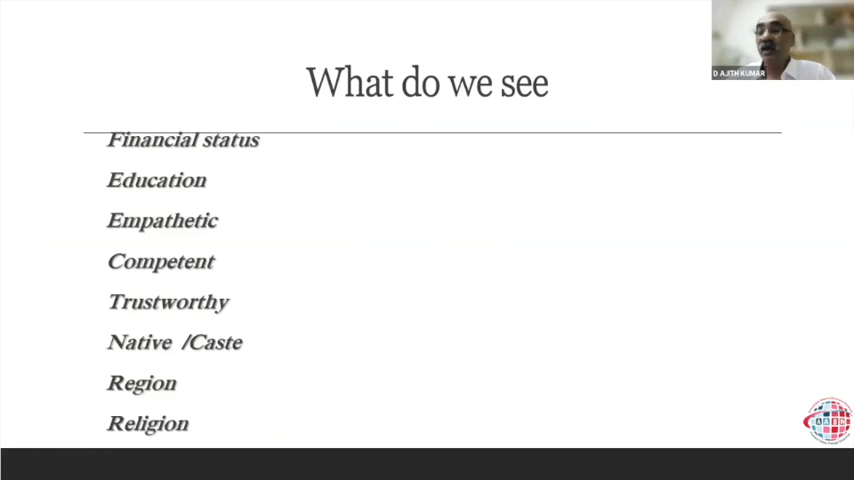 What do we see
D AJITH KUMAR
Financial status
Education
Empathetic
Competent
Trustworthy
Native /Caste
Region
Religion